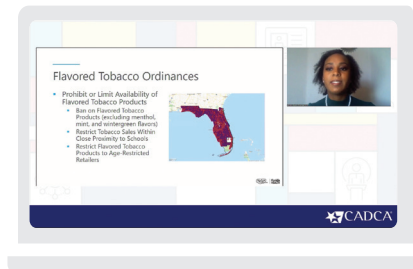 Flavored Tobacco Ordinances
• Prohibit or Limit Availability of
Flavored Tobacco Products
• Ban on Flavored Tobacco
Products (excluding menthol,
mint, and wintergreen flavors)
• Restrict Tobacco Sales Within
Close Proximity to Schools
• Restrict Flavored Tobacco
Products to Age-Restricted
Retailers
CADCA